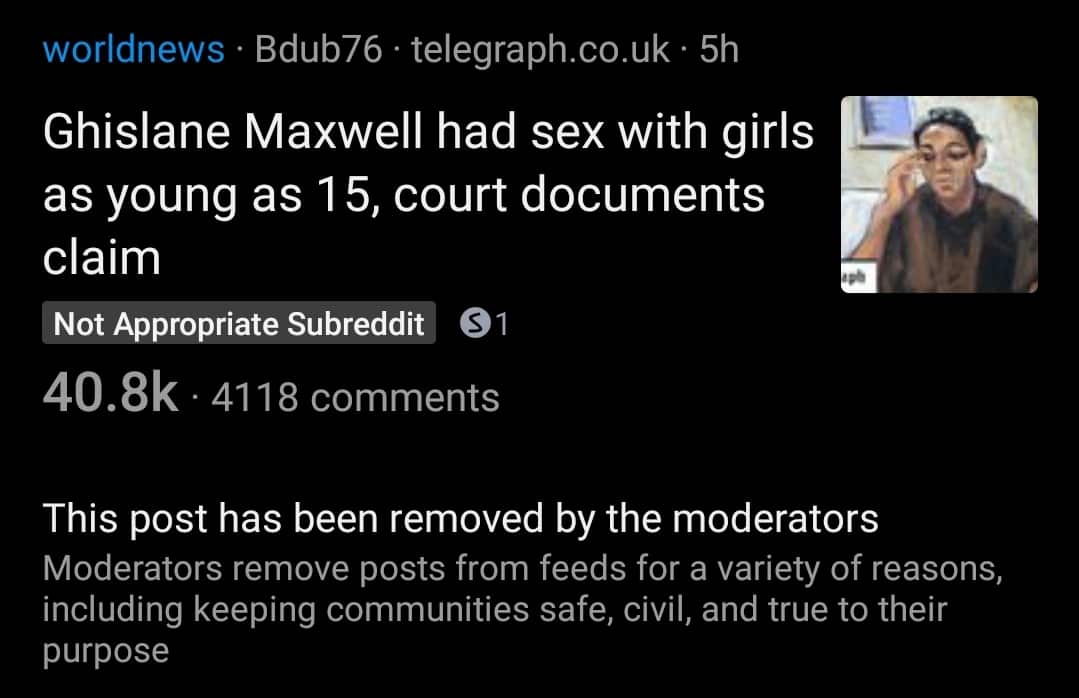 worldnews · Bdub76 · telegraph.co.uk · 5h
Ghislane Maxwell had sex with girls
as young as 15, court documents
claim
aph
Not Appropriate Subreddit S 1
40.8k · 4118 comments
This post has been removed by the moderators
Moderators remove posts from feeds for a variety of reasons,
including keeping communities safe, civil, and true to their
purpose